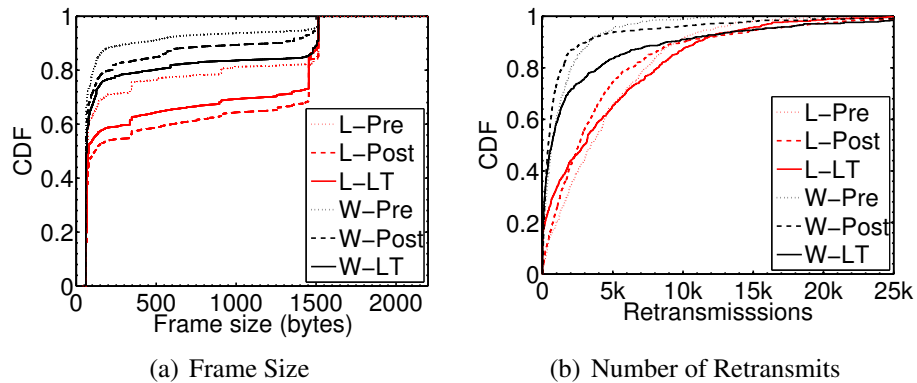 1
0.8
0.6
0.4
0.2
0
CDF
0 500 1000 1500 2000
Frame size (bytes)
L-Pre
L-Post
L-LT
W-Pre
W-Post
W-LT
(a) Frame Size
1
0.8
0.6
0.4
0.2
0
CDF
0 5k 10k 15k 20k 25k
Retransmisssions
L-Pre
L-Post
L-LT
W-Pre
W-Post
W-LT
(b) Number of Retransmits